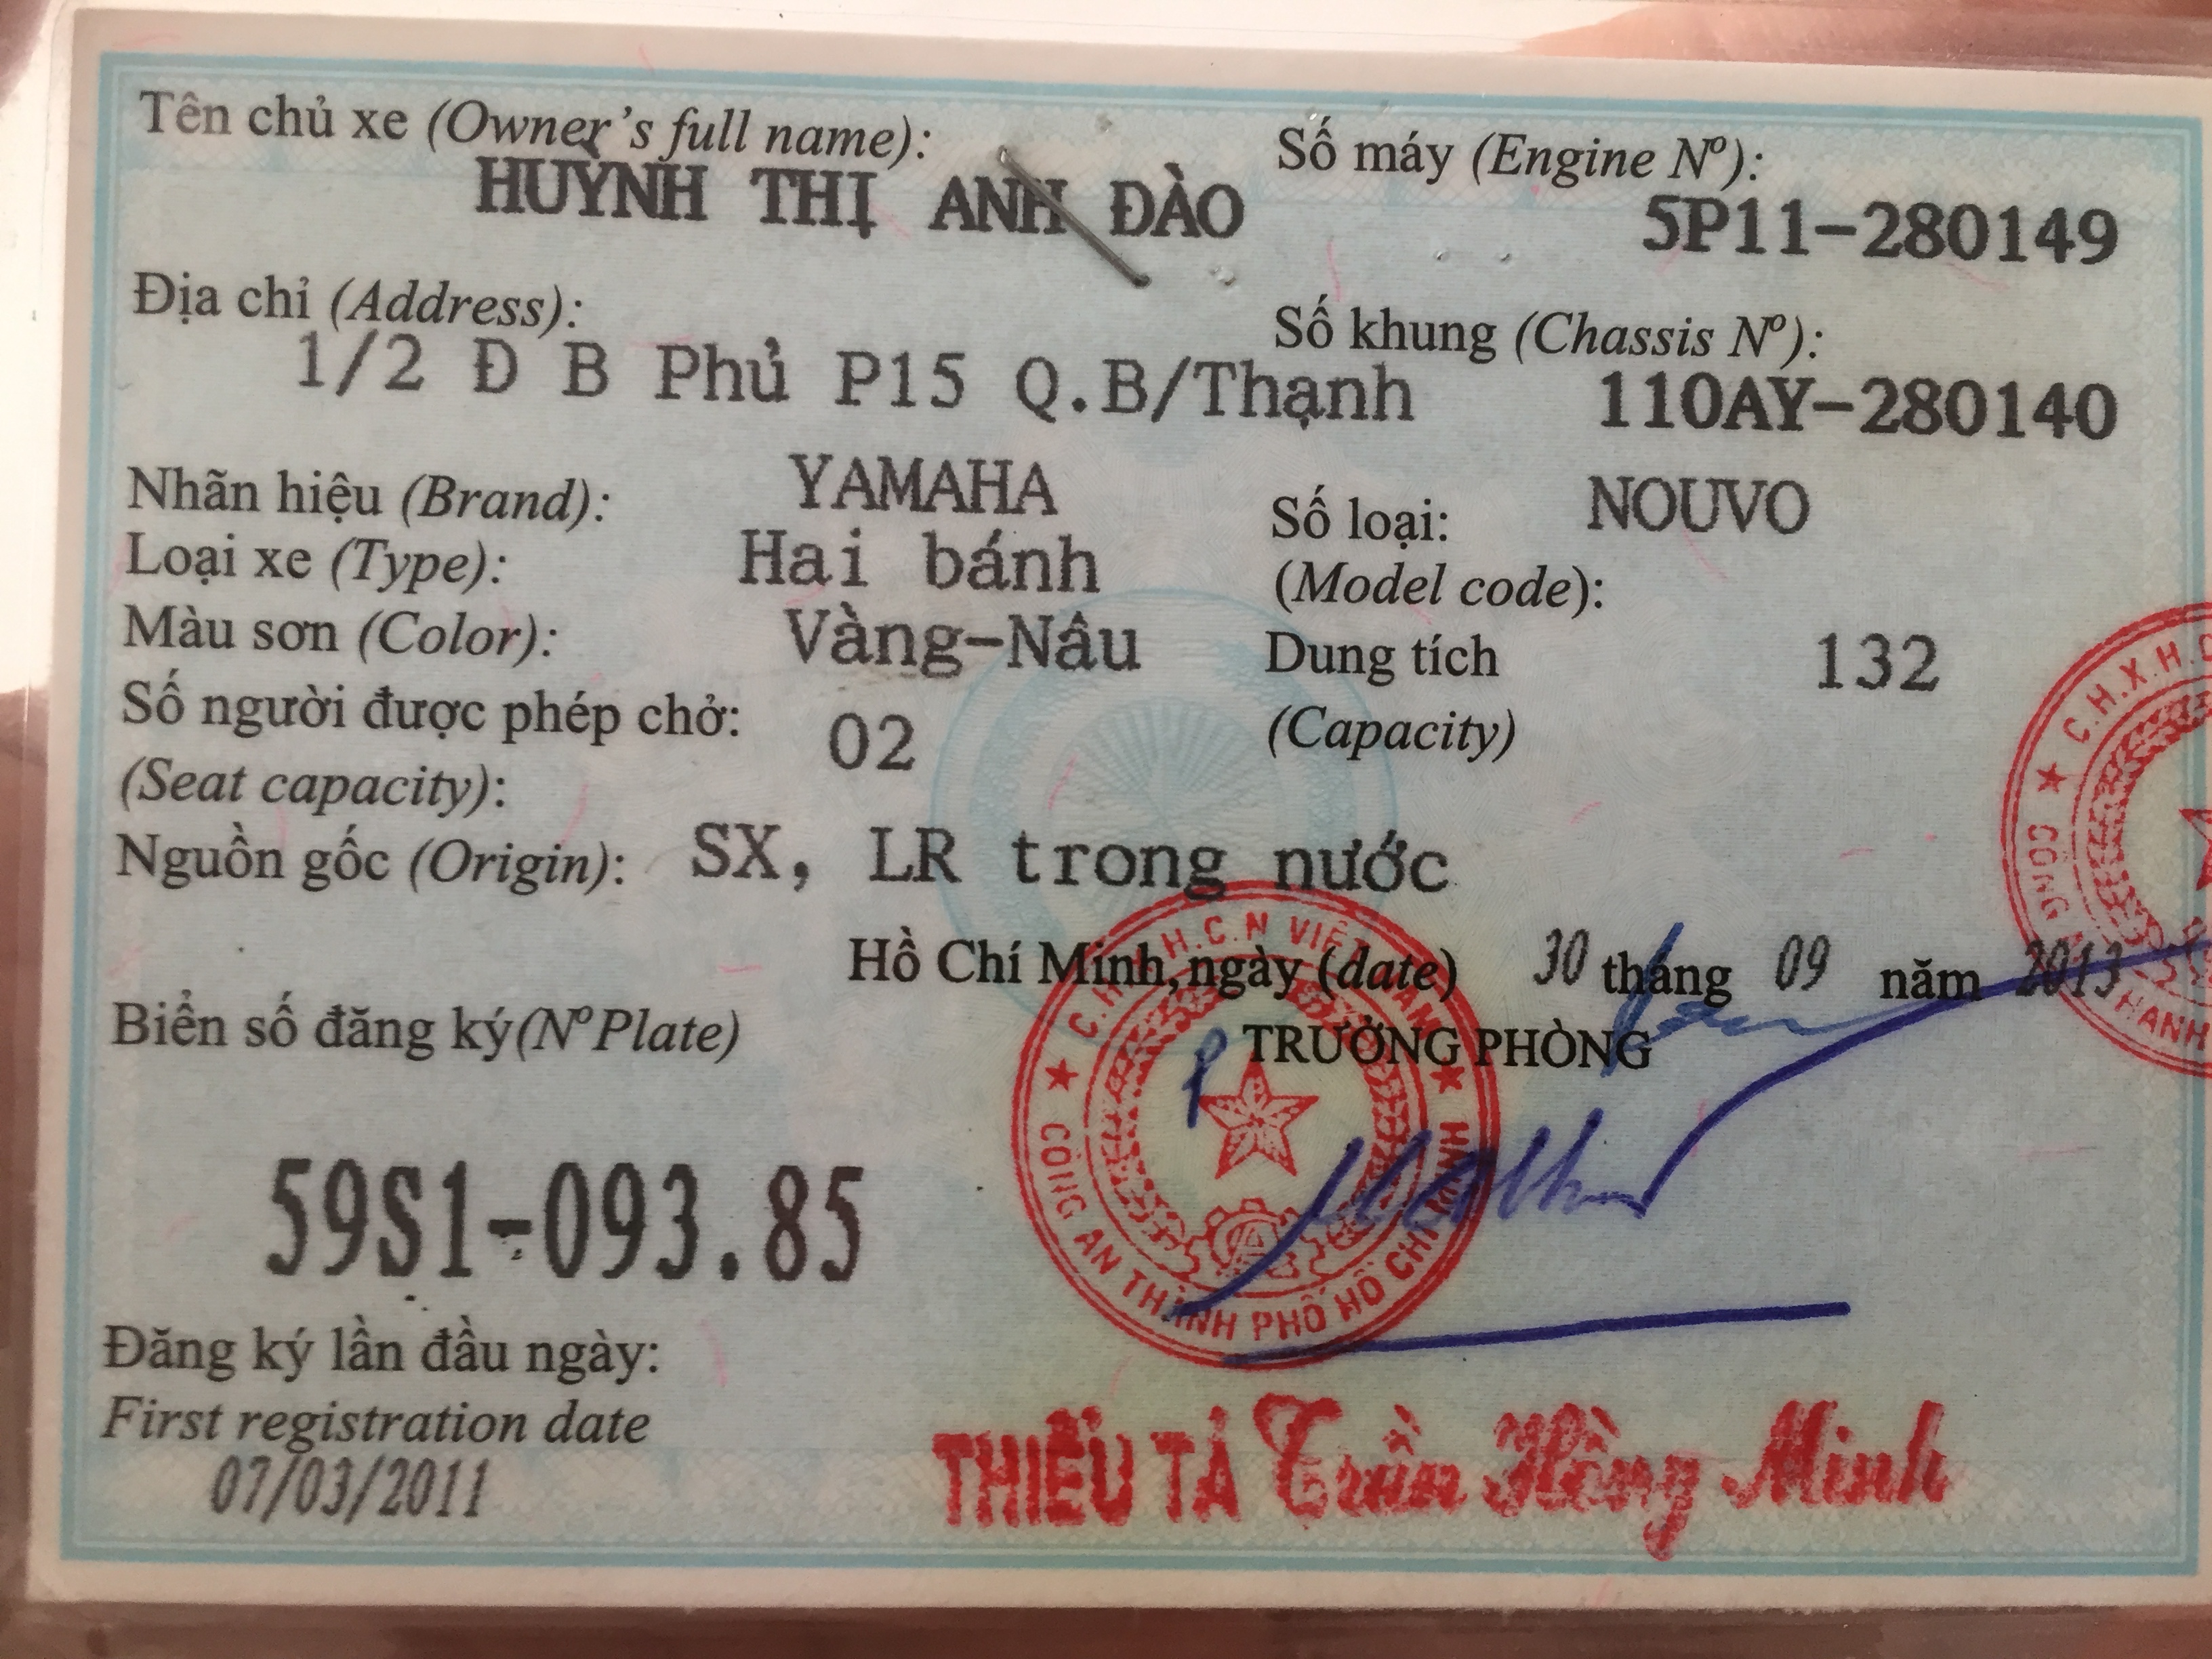 Tên chủ xe (Owner's full name):
HUỲNH THỊ ANH ĐÀO
Số máy (Engine Nº):
5P11-280149
Địa chỉ (Address):
1/2 Đ B Phủ P15 Q.B/Thạnh
Số khung (Chassis Nº):
110AY-280140
Nhãn hiệu (Brand): YAMAHA
Số loại: NOUVO
(Model code):
Loại xe (Type): Hai bánh
Màu sơn (Color): Vàng-Nâu
Dung tích 132
(Capacity)
Số người được phép chở: 02
(Seat capacity):
Nguồn gốc (Origin): SX, LR trong nước
Hồ Chí Minh, ngày (date) 30 tháng 09 năm 2013
Biển số đăng ký (Nº Plate)
TRƯỞNG PHÒNG
59S1-093.85
C.H.X.H.C.N VIỆT NAM
CÔNG AN THÀNH PHỐ HỒ CHÍ MINH
C.H.X.H.C
CÔNG
HÀNH
Đăng ký lần đầu ngày:
First registration date
07/03/2011
THIẾU TÁ Trần Hồng Minh